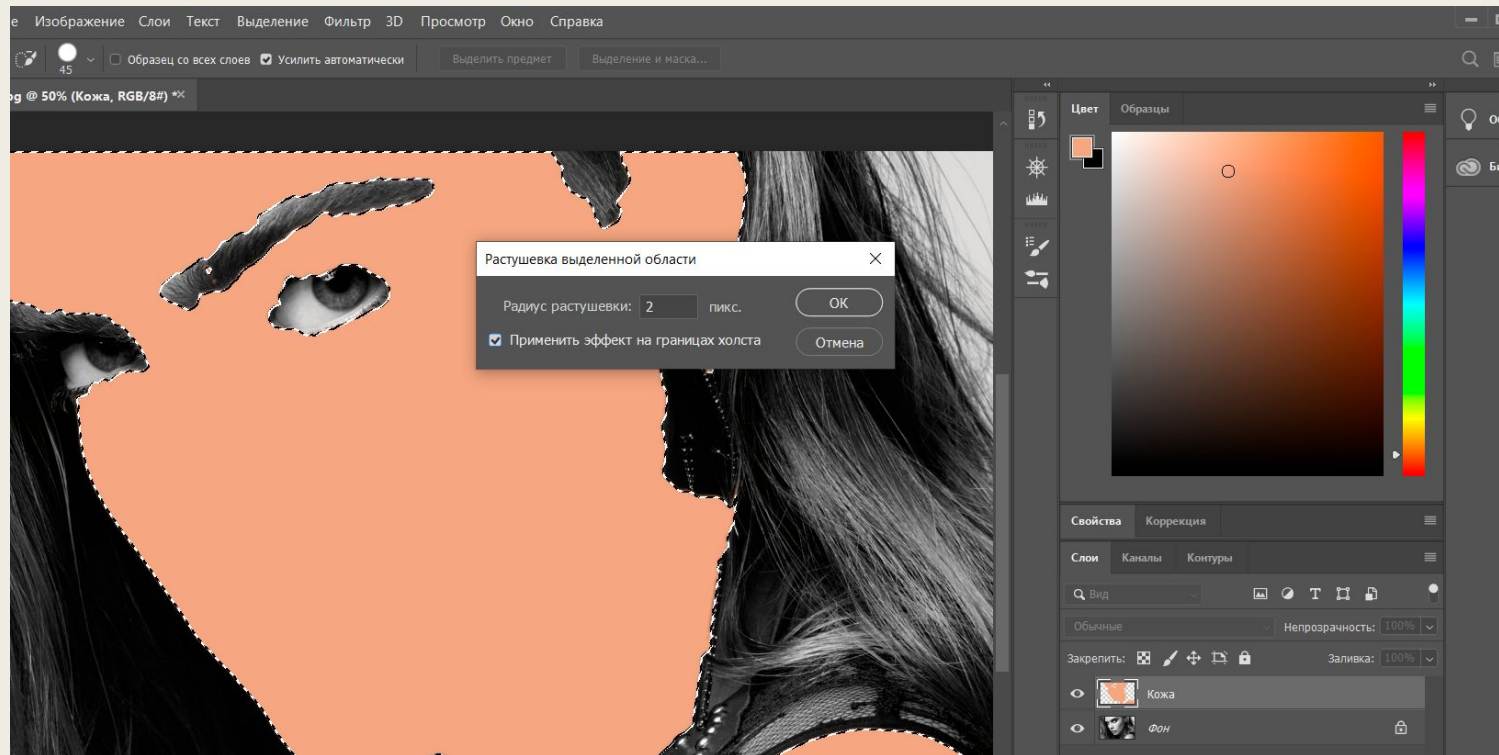 е Изображение Слои Текст Выделение Фильтр 3D Просмотр Окно Справка
45 Образец со всех слоев Усилить автоматически Выделить предмет Выделение и маска...
pg @ 50% (Кожа, RGB/8#) *
Цвет Образцы
Растушевка выделенной области
Радиус растушевки: 2 пикс. ОК
Применить эффект на границах холста Отмена
Свойства Коррекция
Слои Каналы Контуры
Вид
Обычные Непрозрачность: 100%
Закрепить: Заливка: 100%
Кожа
Фон